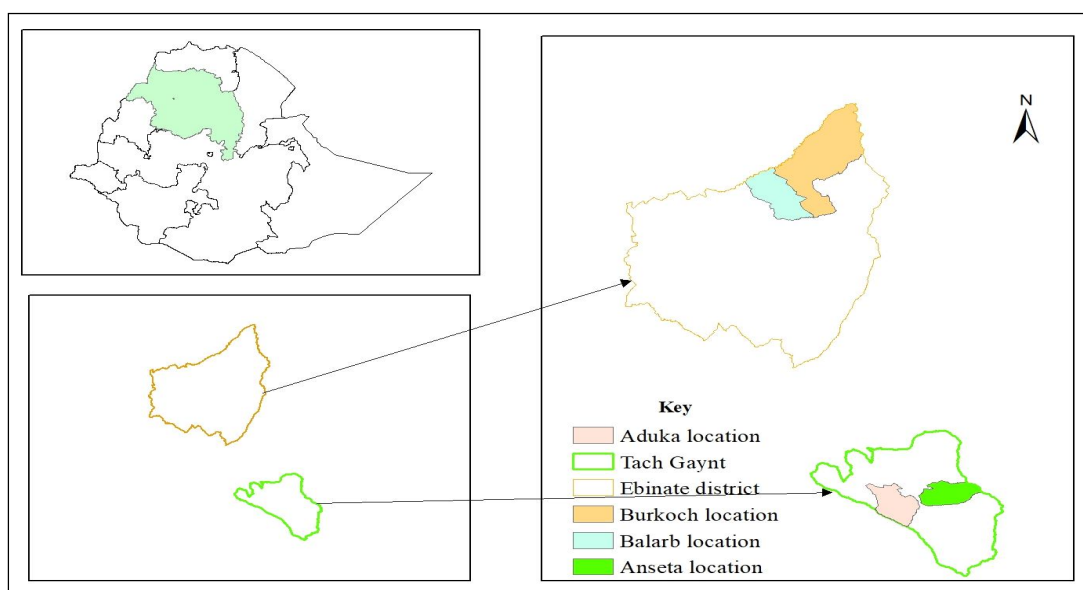 N
Key
Aduka location
Tach Gaynt
Ebinate district
Burkoch location
Balarb location
Anseta location